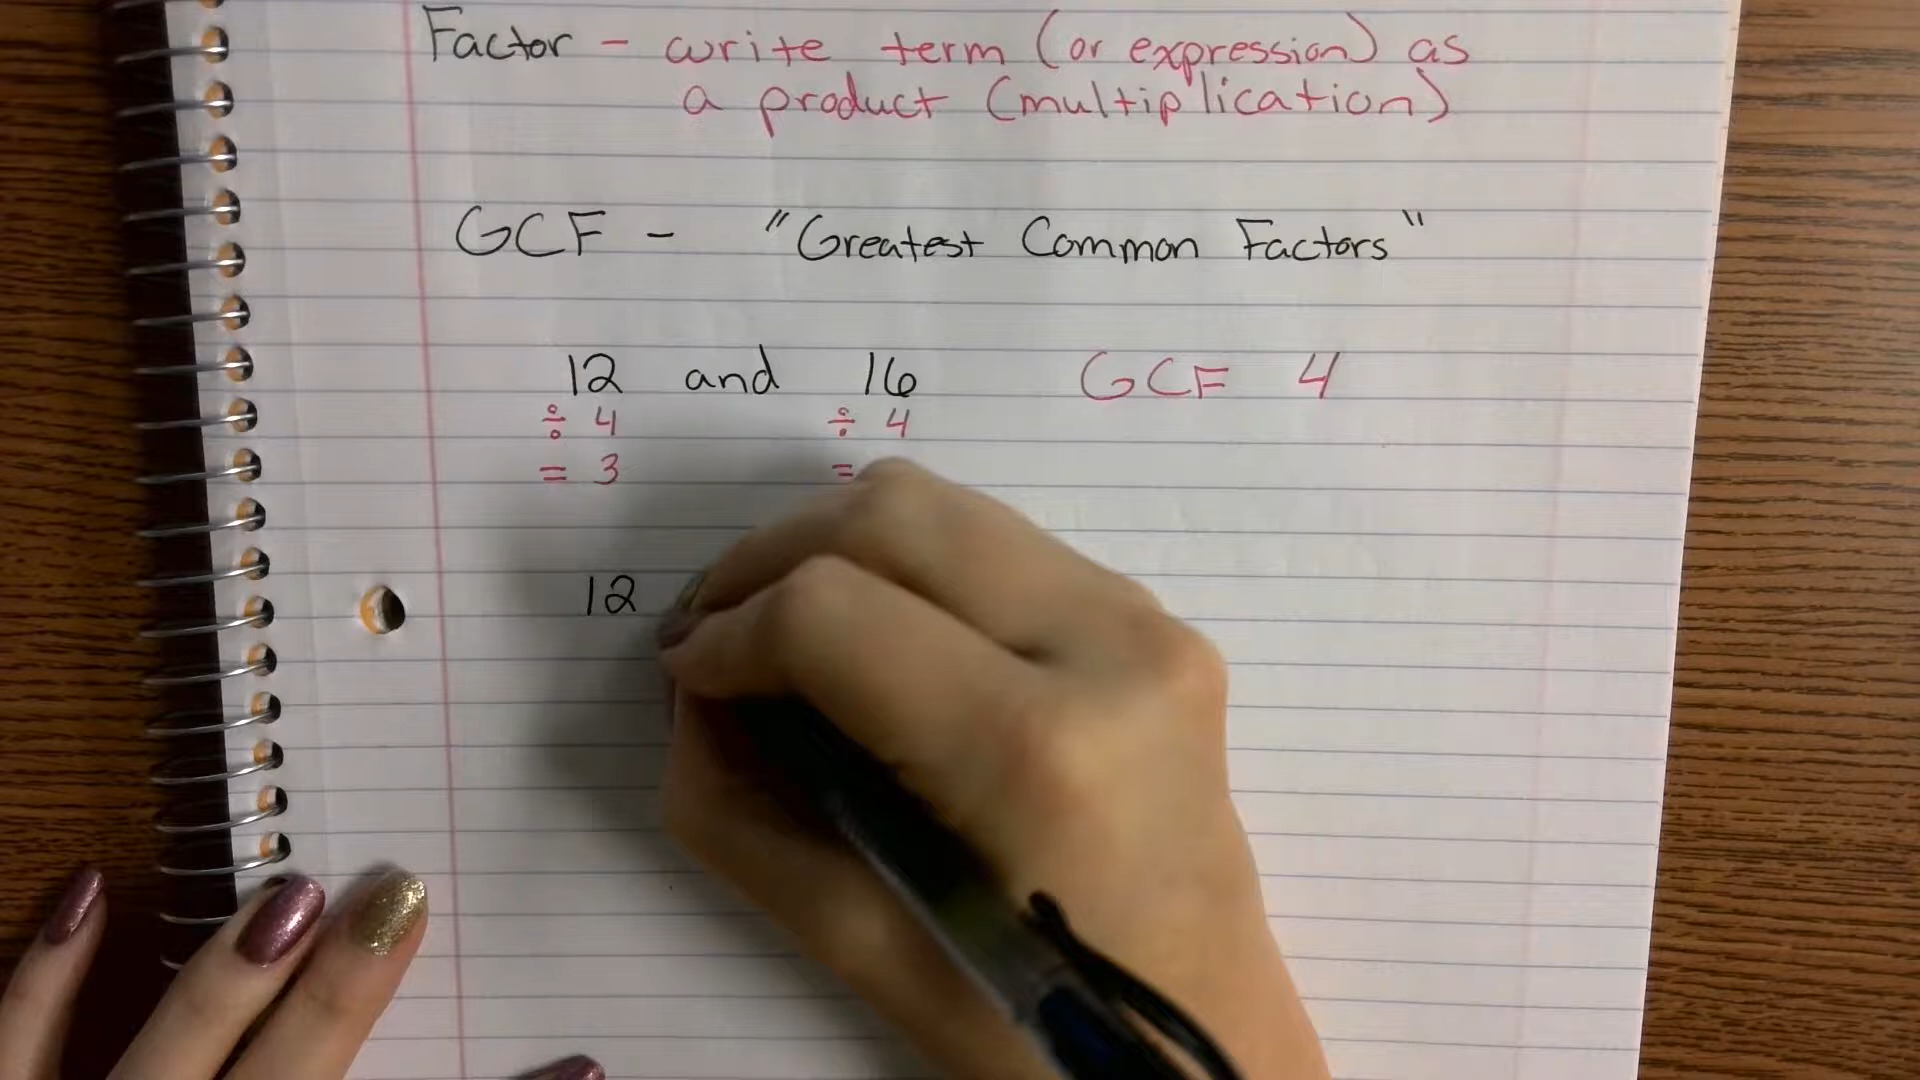 Factor - write term (or expression) as
a product (multiplication)
GCF - "Greatest Common Factors"
12 and 16 GCF 4
÷ 4 ÷ 4
= 3 =
12